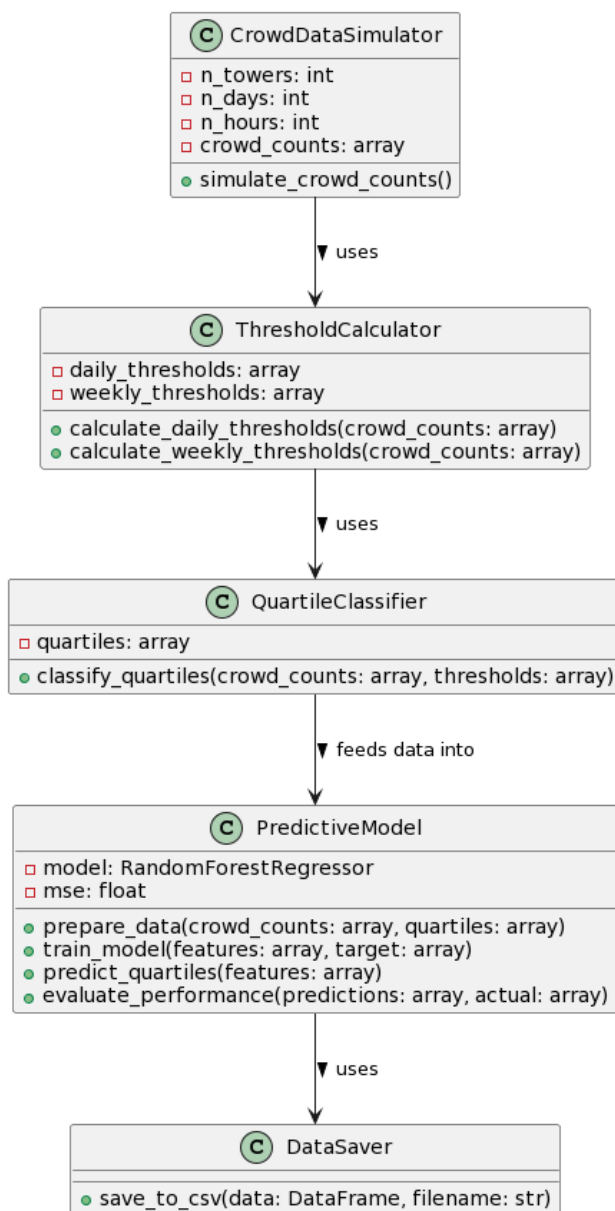 C CrowdDataSimulator
n_towers: int
n_days: int
n_hours: int
crowd_counts: array
simulate_crowd_counts()
uses
C ThresholdCalculator
daily_thresholds: array
weekly_thresholds: array
calculate_daily_thresholds(crowd_counts: array)
calculate_weekly_thresholds(crowd_counts: array)
uses
C QuartileClassifier
quartiles: array
classify_quartiles(crowd_counts: array, thresholds: array)
feeds data into
C PredictiveModel
model: RandomForestRegressor
mse: float
prepare_data(crowd_counts: array, quartiles: array)
train_model(features: array, target: array)
predict_quartiles(features: array)
evaluate_performance(predictions: array, actual: array)
uses
C DataSaver
save_to_csv(data: DataFrame, filename: str)